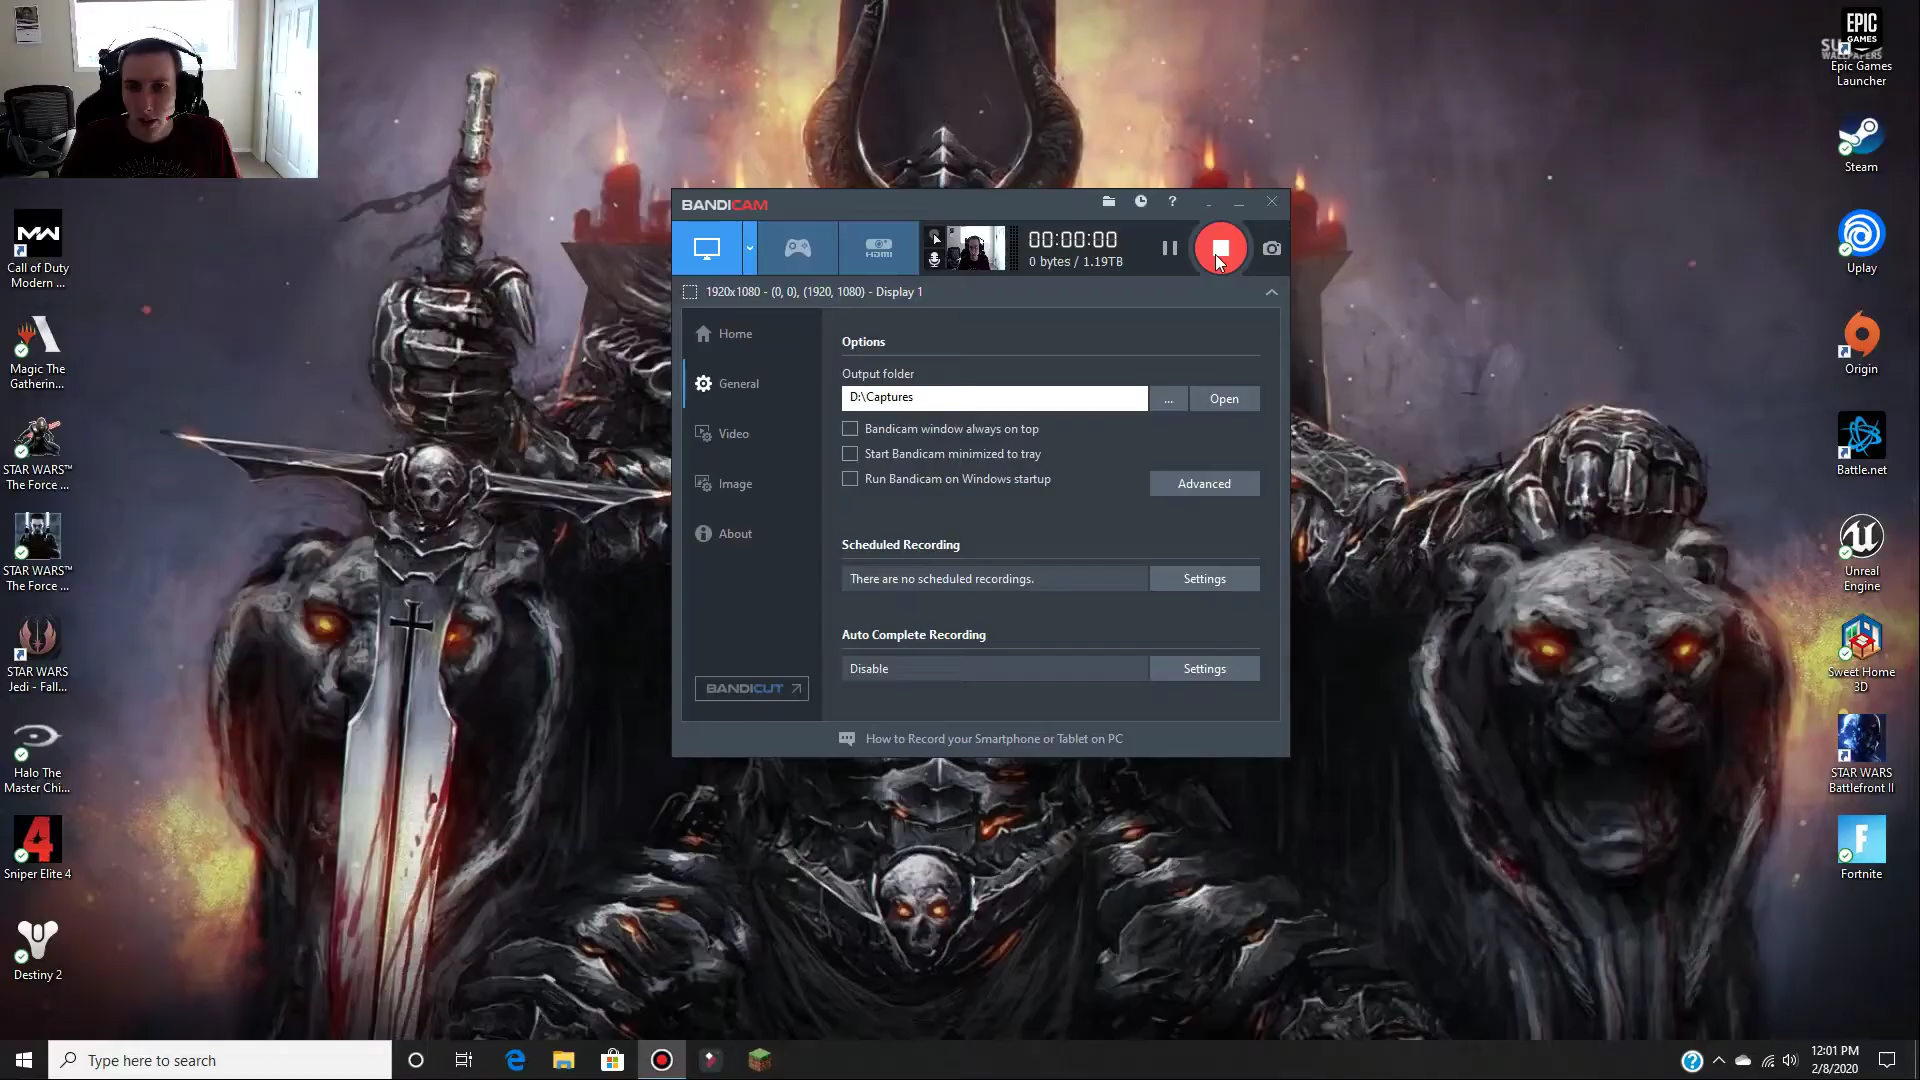 Call of Duty
Modern ...
Magic The
Gatherin...
STAR WARS™
The Force ...
STAR WARS™
The Force ...
STAR WARS
Jedi - Fall...
Halo The
Master Chi...
4
Sniper Elite 4
Destiny 2
BANDICAM
?
HDMI
00:00:00
0 bytes / 1.19TB
1920x1080 - (0, 0), (1920, 1080) - Display 1
Home
General
Video
Image
About
BANDICUT
Options
Output folder
D:\Captures
...
Open
Bandicam window always on top
Start Bandicam minimized to tray
Run Bandicam on Windows startup
Advanced
Scheduled Recording
There are no scheduled recordings.
Settings
Auto Complete Recording
Disable
Settings
How to Record your Smartphone or Tablet on PC
EPIC
GAMES
Epic Games
Launcher
Steam
Uplay
Origin
Battle.net
Unreal
Engine
Sweet Home
3D
STAR WARS
Battlefront II
F
Fortnite
Type here to search
12:01 PM
2/8/2020